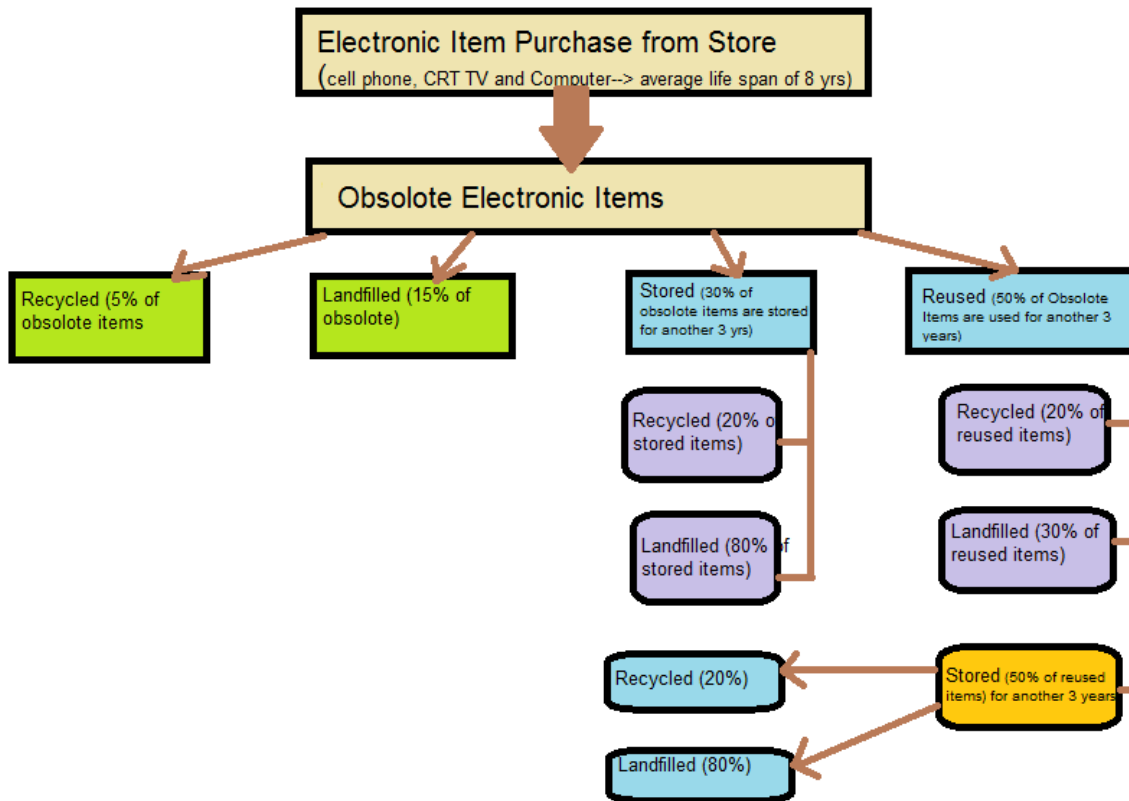 Electronic Item Purchase from Store
(cell phone, CRT TV and Computer--> average life span of 8 yrs)
Obsolote Electronic Items
Recycled (5% of
obsolote items
Landfilled (15% of
obsolote)
Stored (30% of
obsolote items are stored
for another 3 yrs)
Reused (50% of Obsolote
Items are used for another 3
years)
Recycled (20% of
stored items)
Landfilled (80% of
stored items)
Recycled (20% of
reused items)
Landfilled (30% of
reused items)
Stored (50% of reused
items) for another 3 years
Recycled (20%)
Landfilled (80%)